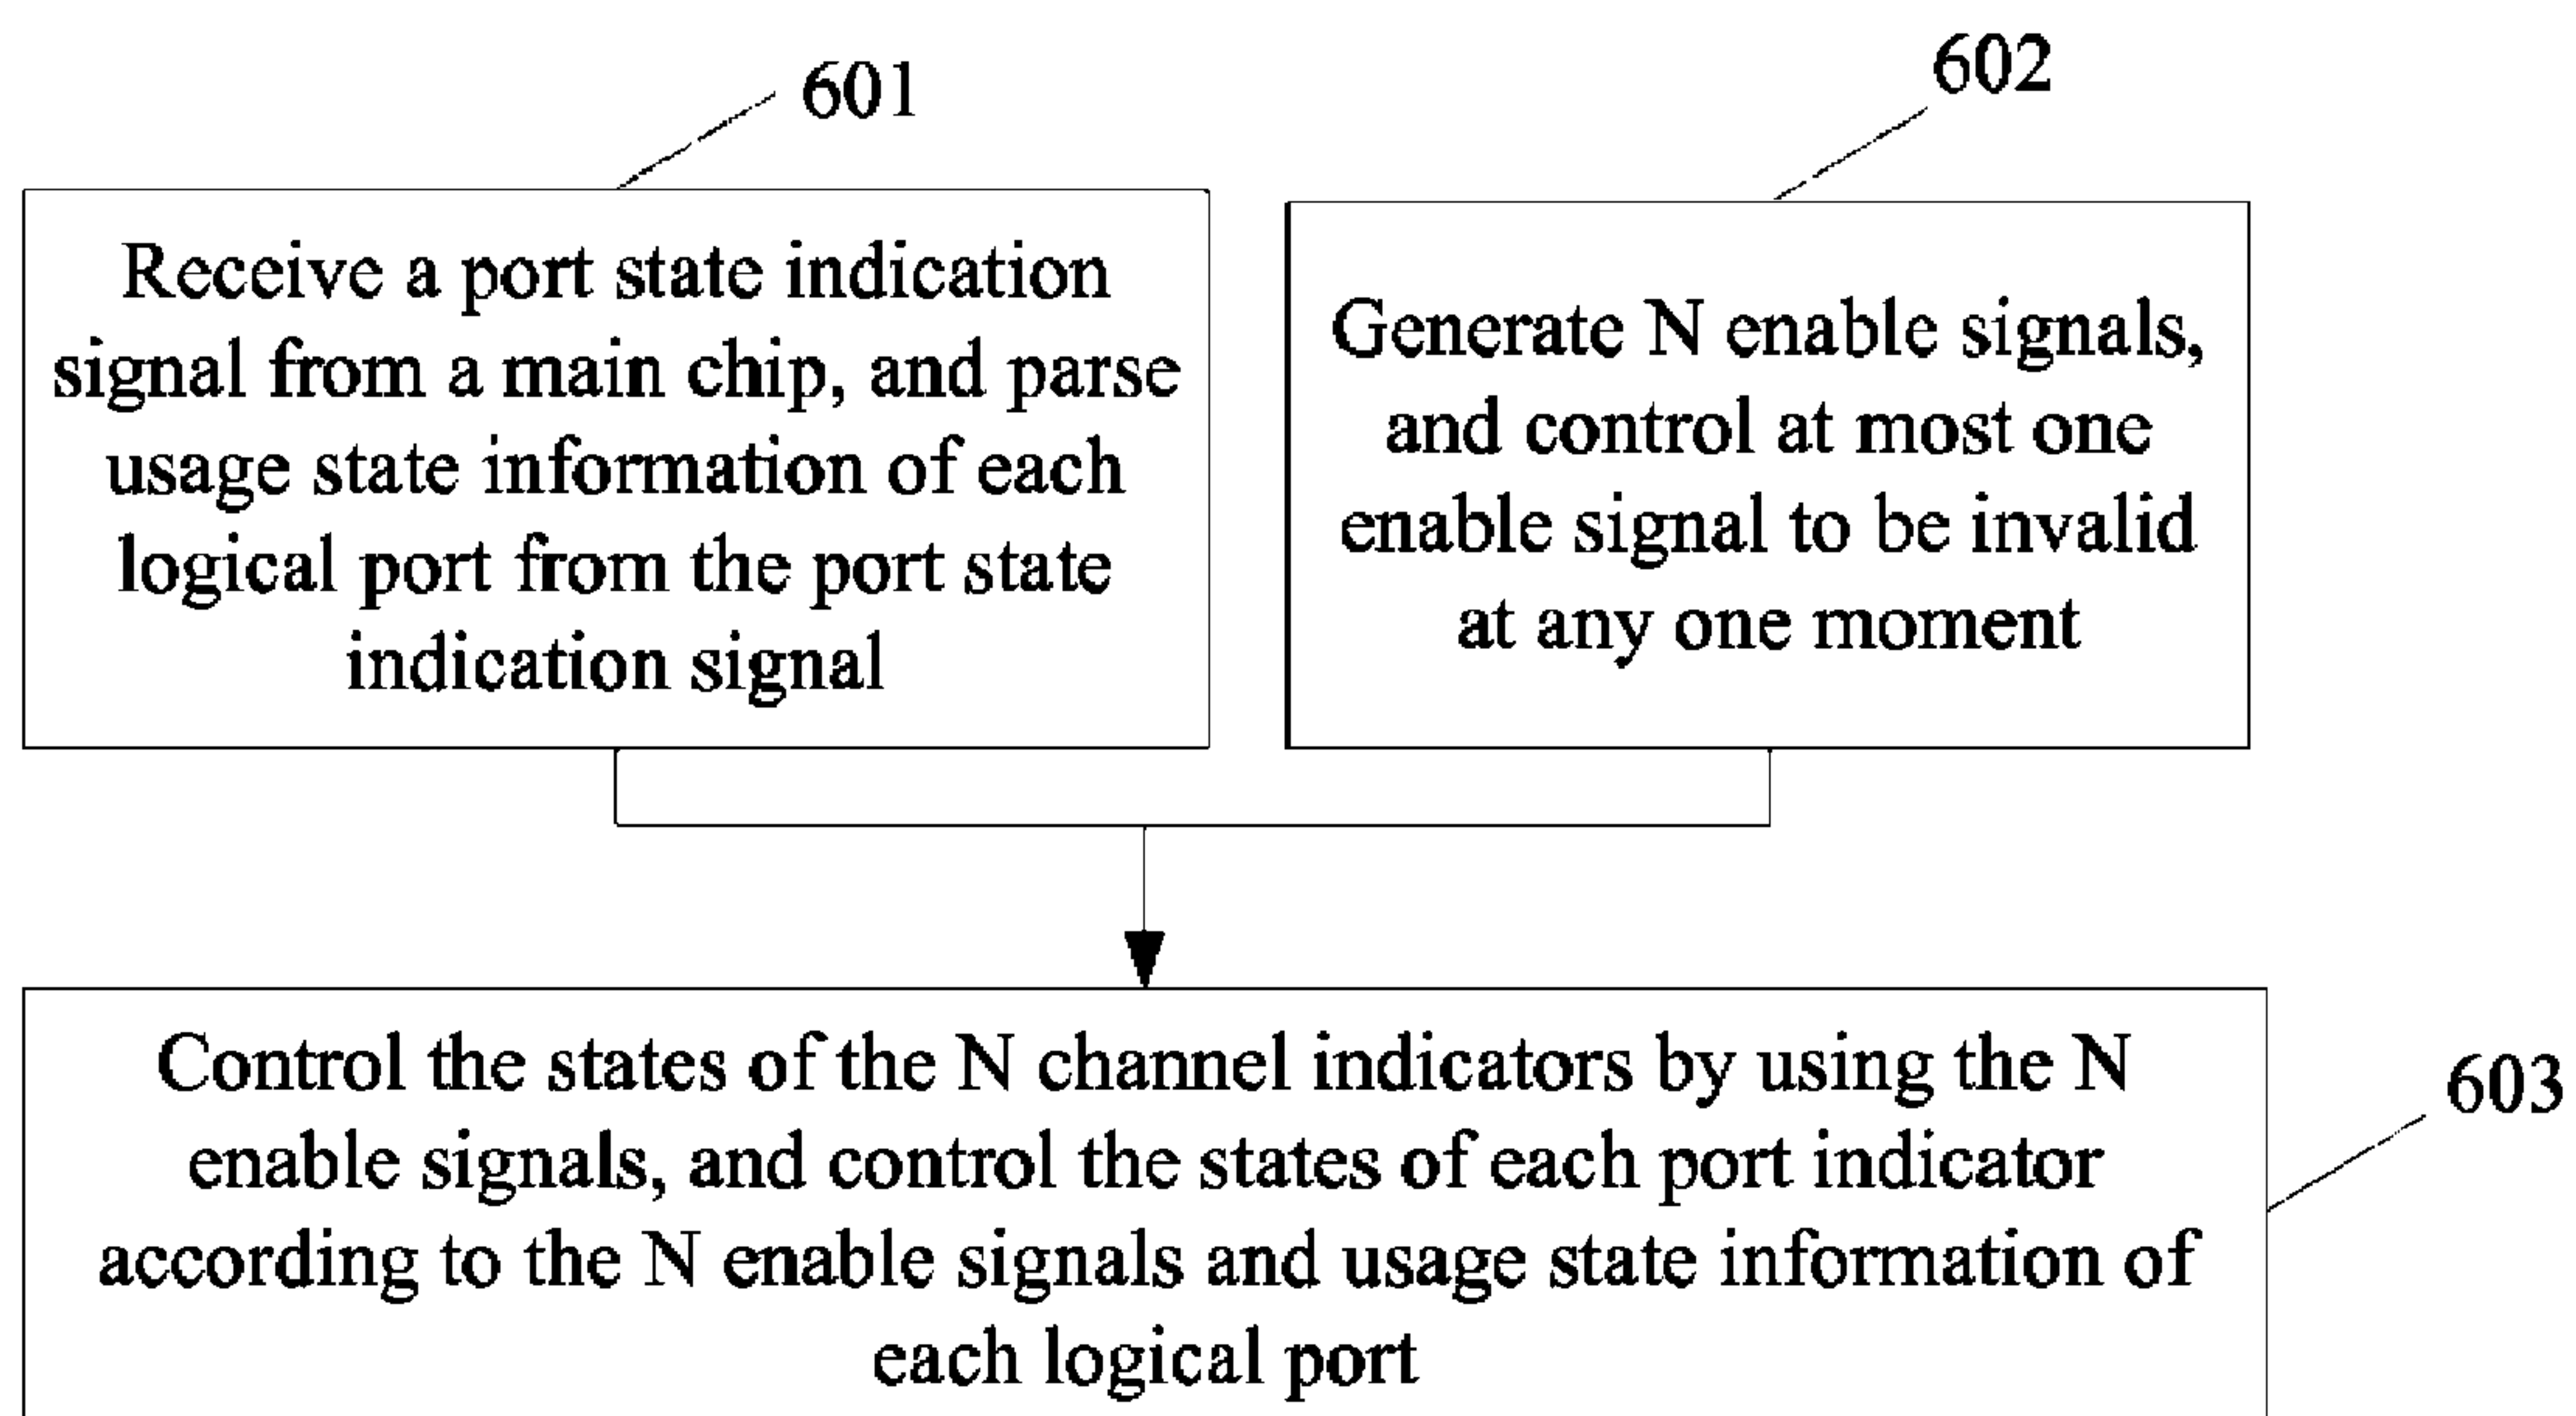 601
Receive a port state indication
signal from a main chip, and parse
usage state information of each
logical port from the port state
indication signal
602
Generate N enable signals,
and control at most one
enable signal to be invalid
at any one moment
Control the states of the N channel indicators by using the N
enable signals, and control the states of each port indicator
according to the N enable signals and usage state information of
each logical port
603